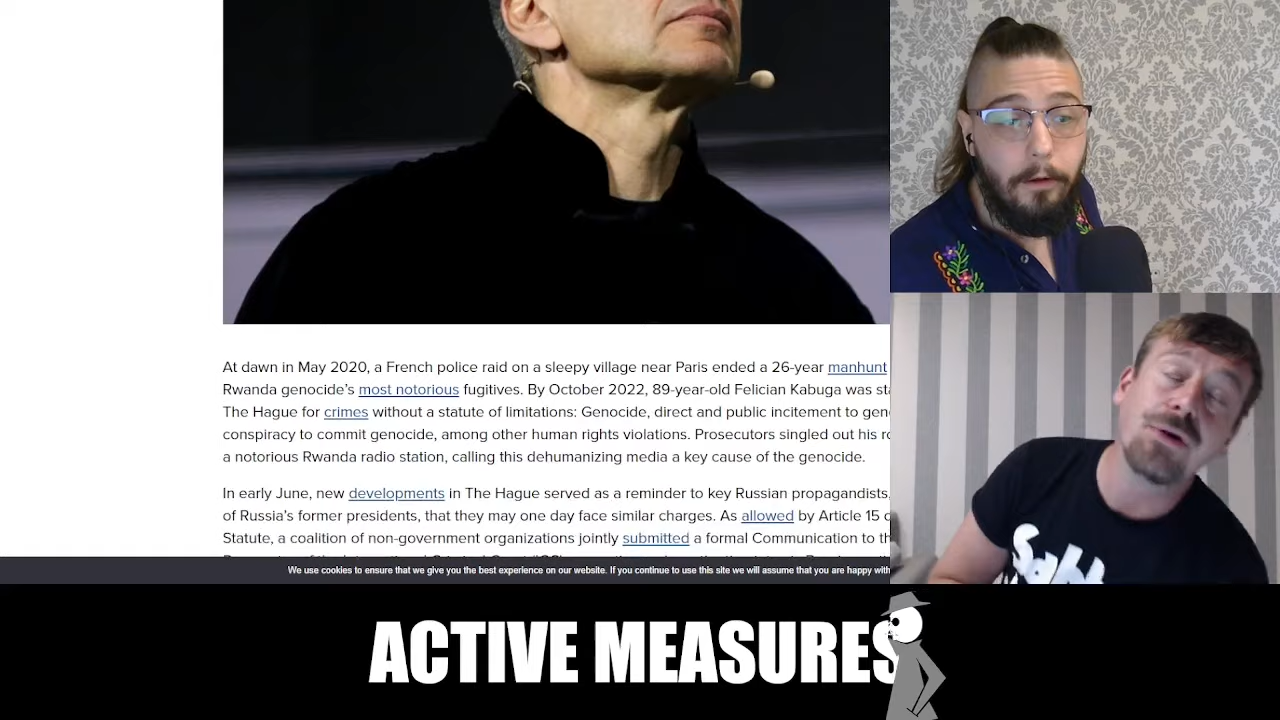 At dawn in May 2020, a French police raid on a sleepy village near Paris ended a 26-year manhunt
Rwanda genocide's most notorious fugitives. By October 2022, 89-year-old Felician Kabuga was
The Hague for crimes without a statute of limitations: Genocide, direct and public incitement to
conspiracy to commit genocide, among other human rights violations. Prosecutors singled out his
a notorious Rwanda radio station, calling this dehumanizing media a key cause of the genocide.
In early June, new developments in The Hague served as a reminder to key Russian propagandists,
of Russia's former presidents, that they may one day face similar charges. As allowed by Article 15
Statute, a coalition of non-government organizations jointly submitted a formal Communication to
We use cookies to ensure that we give you the best experience on our website. If you continue to use this site we will assume that you are happy
ACTIVE MEASURES